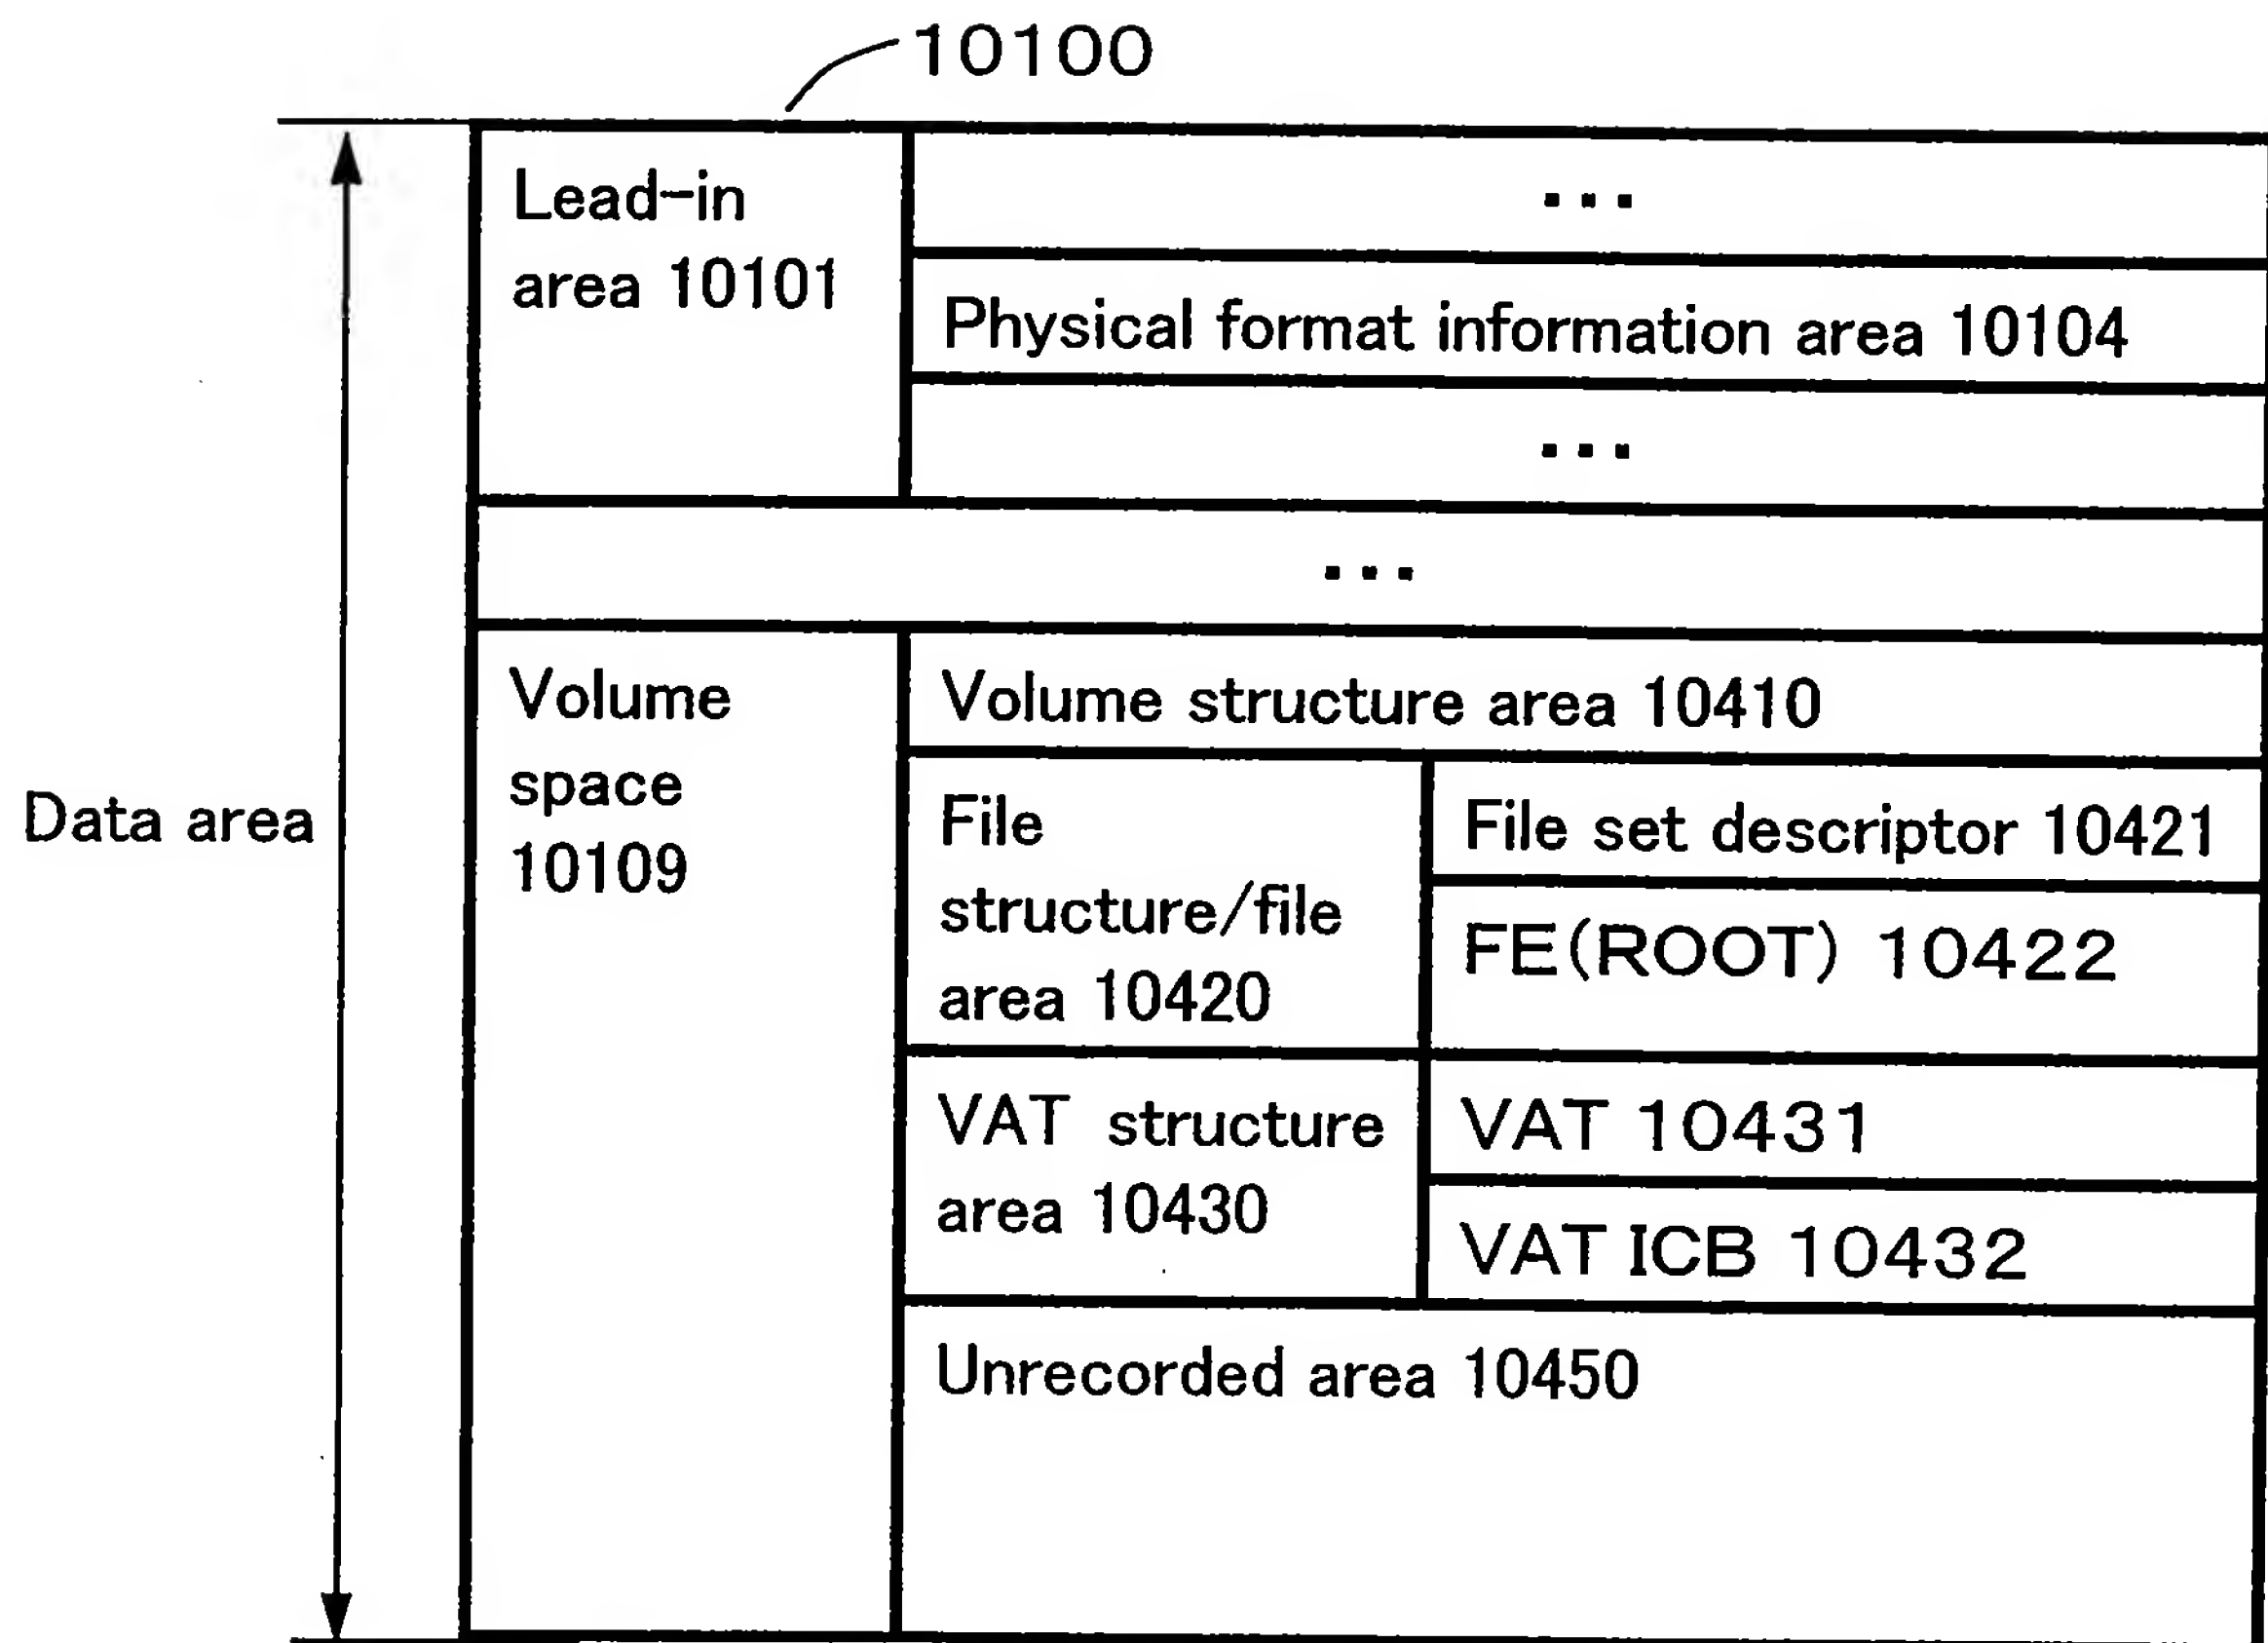 10100
Lead-in
area 10101
...
Physical format information area 10104
...
...
Data area
Volume
space
10109
Volume structure area 10410
File
structure/file
area 10420
File set descriptor 10421
FE(ROOT) 10422
VAT structure
area 10430
VAT 10431
VAT ICB 10432
Unrecorded area 10450